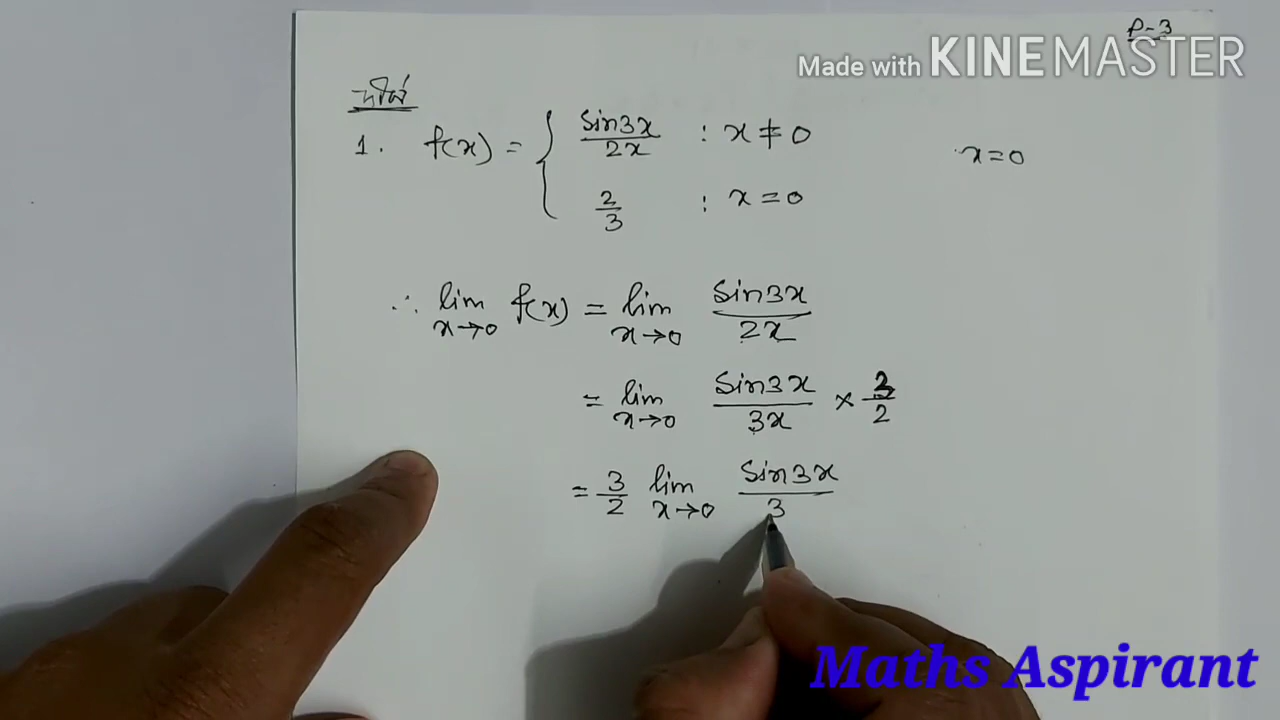 P-3
Made with KINEMASTER
1. f(x) = { sin3x/2x : x ≠ 0 x=0
2/3 : x = 0
∴ lim x→0 f(x) = lim x→0 sin3x/2x
= lim x→0 sin3x/3x × 3/2
= 3/2 lim x→0 sin3x/3
Maths Aspirant